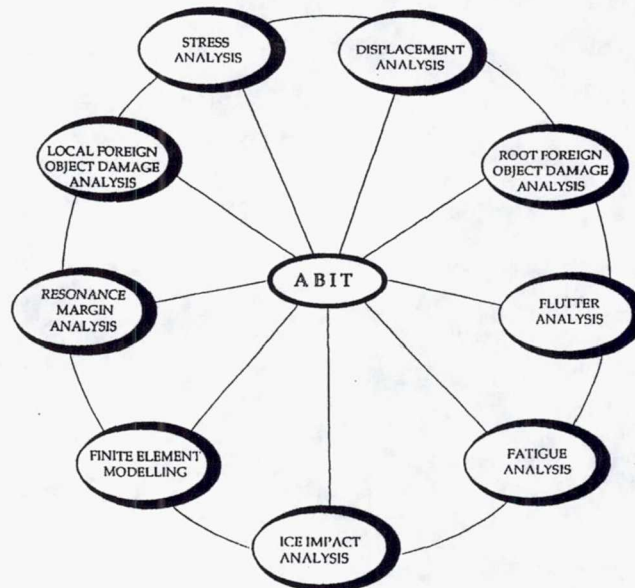 STRESS
ANALYSIS
DISPLACEMENT
ANALYSIS
LOCAL FOREIGN
OBJECT DAMAGE
ANALYSIS
ROOT FOREIGN
OBJECT DAMAGE
ANALYSIS
ABIT
RESONANCE
MARGIN
ANALYSIS
FLUTTER
ANALYSIS
FINITE ELEMENT
MODELLING
FATIGUE
ANALYSIS
ICE IMPACT
ANALYSIS